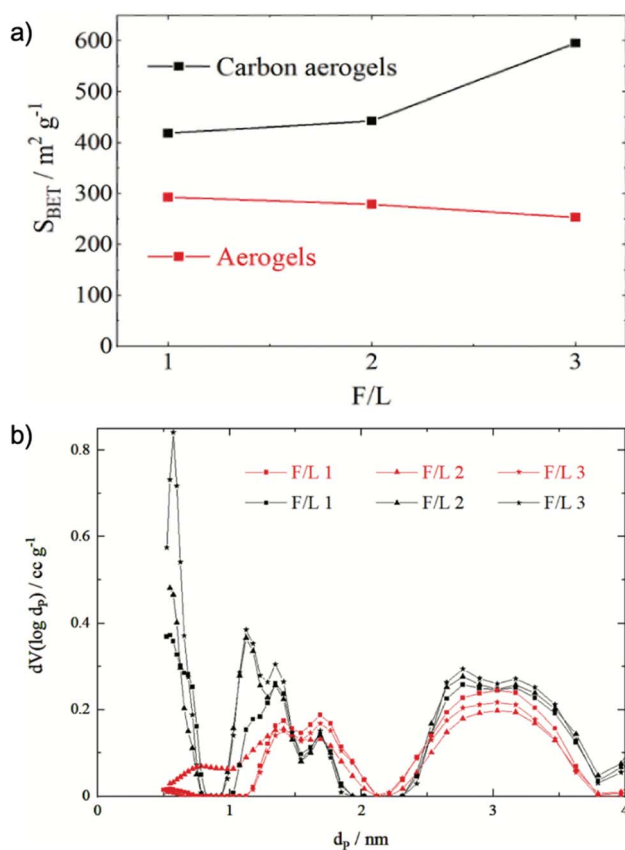 a)
600
500
400
300
200
100
0
S_BET / m² g⁻¹
Carbon aerogels
Aerogels
1 2 3
F/L
b)
0.8
0.6
0.4
0.2
0
dV(log d_P) / cc g⁻¹
F/L 1 F/L 2 F/L 3
F/L 1 F/L 2 F/L 3
0 1 2 3 4
d_P / nm